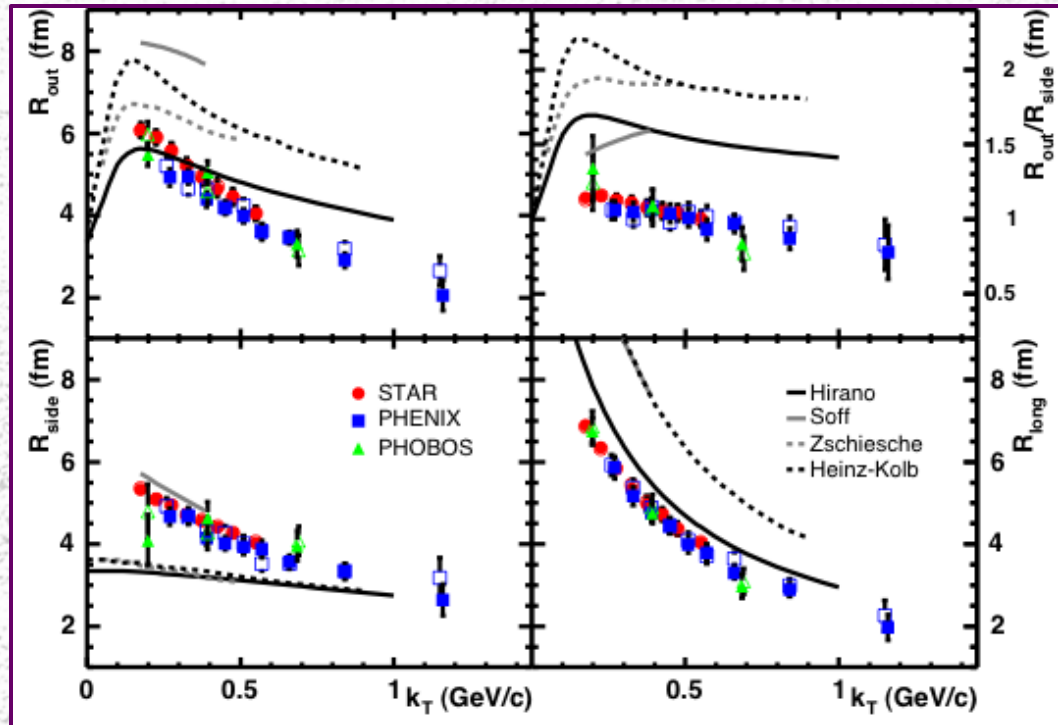 R_out (fm)
8
6
4
2
R_out/R_side
2
1.5
1
0.5
R_side (fm)
8
6
4
2
STAR
PHENIX
PHOBOS
R_long (fm)
8
6
4
2
Hirano
Soff
Zschiesche
Heinz-Kolb
0
0.5
1
k_T (GeV/c)
0.5
1
k_T (GeV/c)